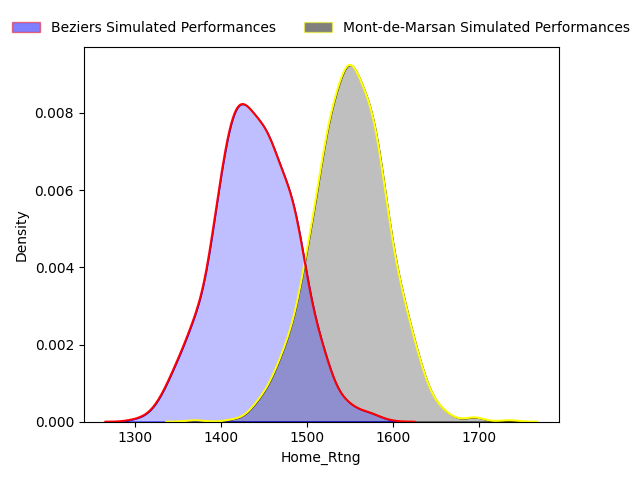 Beziers Simulated Performances Mont-de-Marsan Simulated Performances
0.008
0.006
0.004
0.002
0.000
Density
1300 1400 1500 1600 1700
Home_Rtng